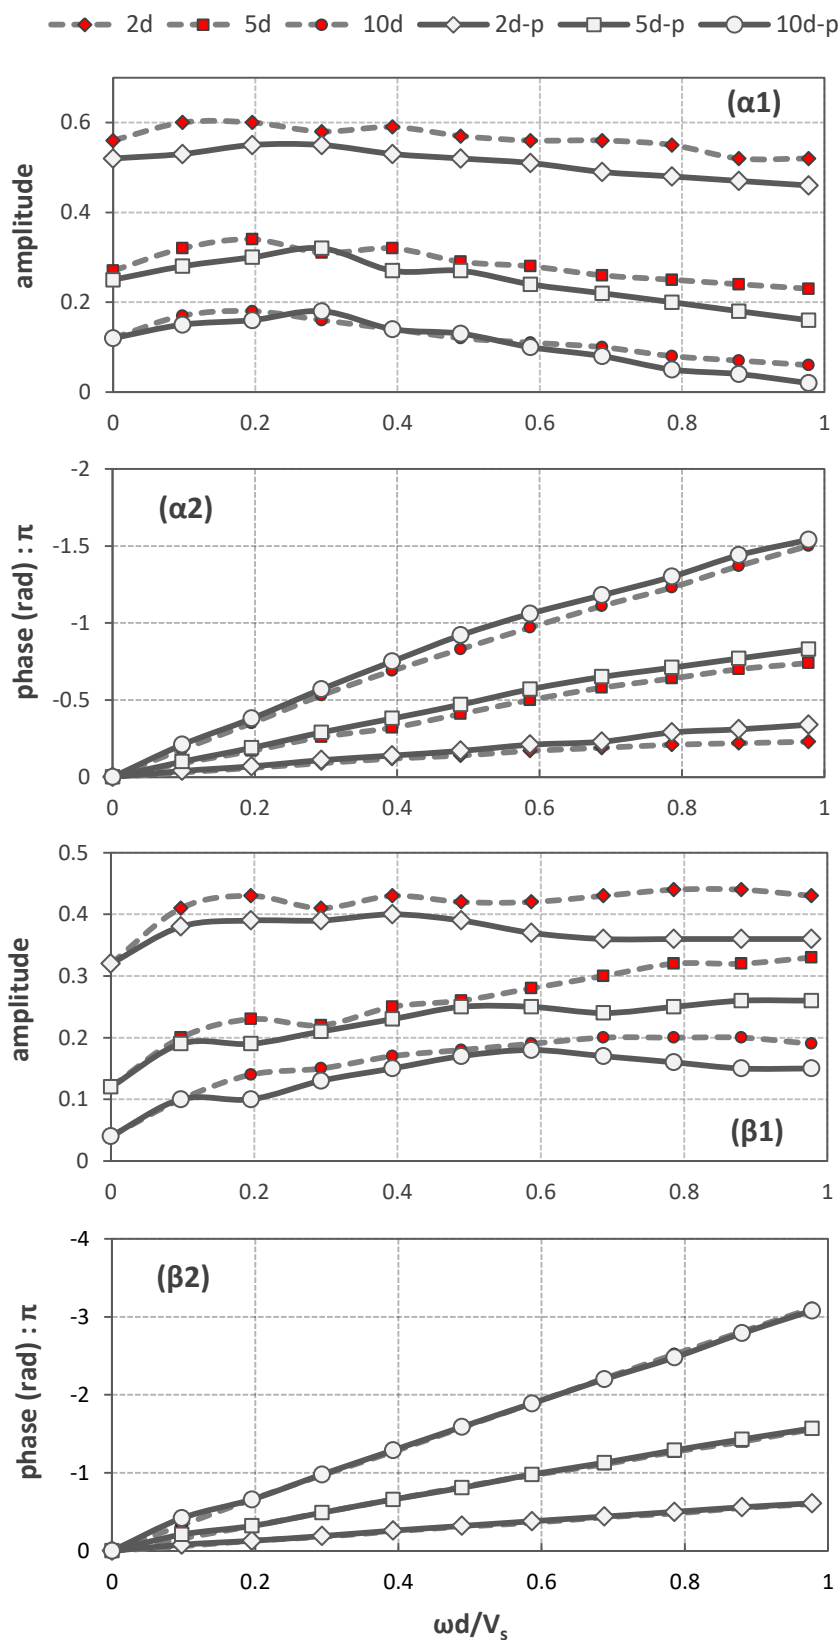 2d 5d 10d 2d-p 5d-p 10d-p
(α1)
amplitude
0.6
0.4
0.2
0
0 0.2 0.4 0.6 0.8 1
(α2)
phase (rad) : π
-2
-1.5
-1
-0.5
0
0 0.2 0.4 0.6 0.8 1
amplitude
0.5
0.4
0.3
0.2
0.1
0
(β1)
0 0.2 0.4 0.6 0.8 1
(β2)
phase (rad) : π
-4
-3
-2
-1
0
0 0.2 0.4 0.6 0.8 1
ωd/Vₛ